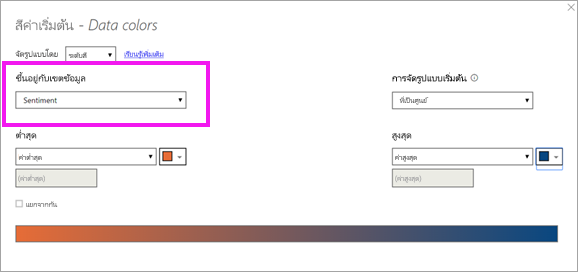 สีค่าเริ่มต้น - Data colors
จัดรูปแบบโดย ระดับสี เรียนรู้เพิ่มเติม
ขึ้นอยู่กับเขตข้อมูล การจัดรูปแบบเริ่มต้น
Sentiment ที่เป็นศูนย์
ต่ำสุด สูงสุด
ค่าต่ำสุด ค่าสูงสุด
(ค่าต่ำสุด) (ค่าสูงสุด)
แยกจากกัน